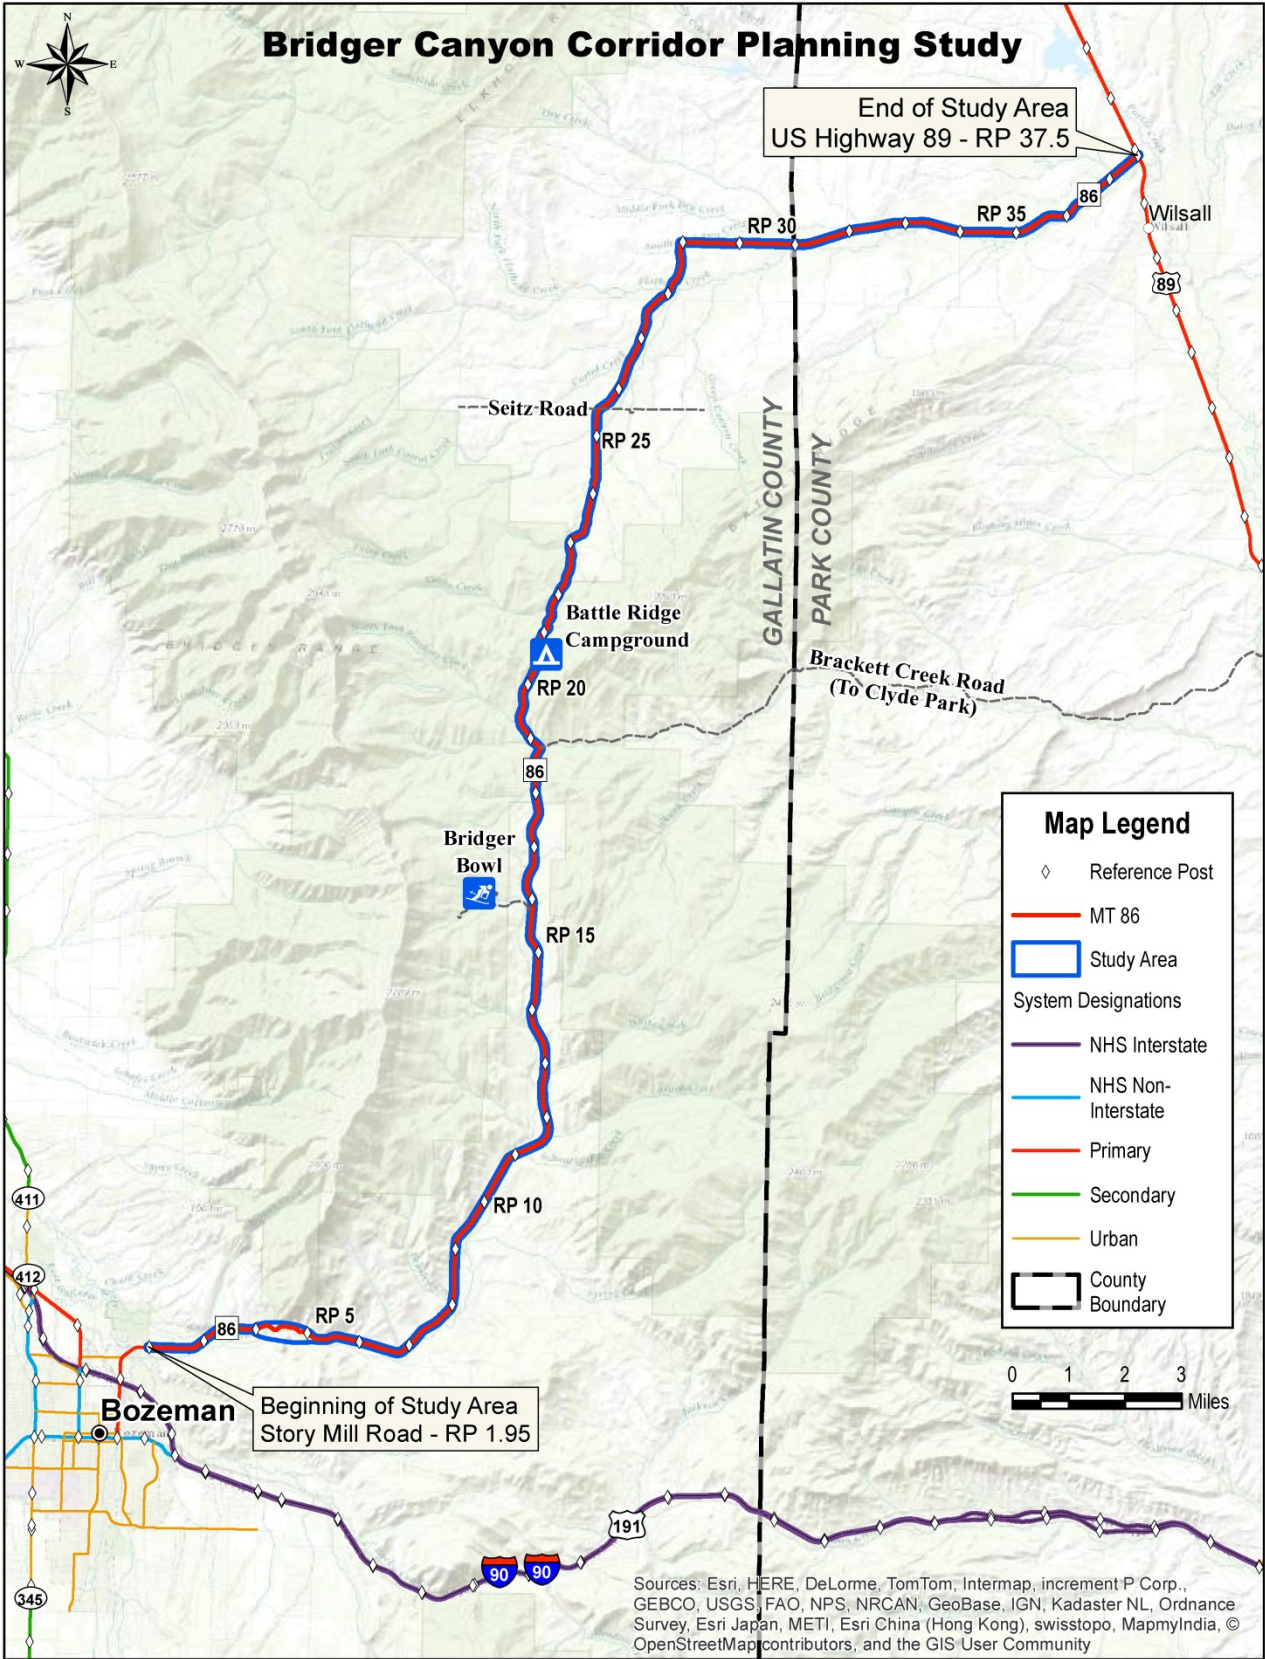 Bridger Canyon Corridor Planning Study
N
W
E
S
End of Study Area
US Highway 89 - RP 37.5
86
RP 35
RP 30
Wilsall
Wilsall
89
Seitz Road
RP 25
GALLATIN COUNTY
PARK COUNTY
Battle Ridge
Campground
RP 20
Brackett Creek Road
(To Clyde Park)
BRIDGER RANGE
86
Bridger
Bowl
RP 15
RP 10
RP 5
86
411
412
Bozeman
Beginning of Study Area
Story Mill Road - RP 1.95
191
90
90
345
Map Legend
Reference Post
MT 86
Study Area
System Designations
NHS Interstate
NHS Non-
Interstate
Primary
Secondary
Urban
County
Boundary
0 1 2 3
Miles
Sources: Esri, HERE, DeLorme, TomTom, Intermap, increment P Corp.,
GEBCO, USGS, FAO, NPS, NRCAN, GeoBase, IGN, Kadaster NL, Ordnance
Survey, Esri Japan, METI, Esri China (Hong Kong), swisstopo, MapmyIndia, ©
OpenStreetMap contributors, and the GIS User Community